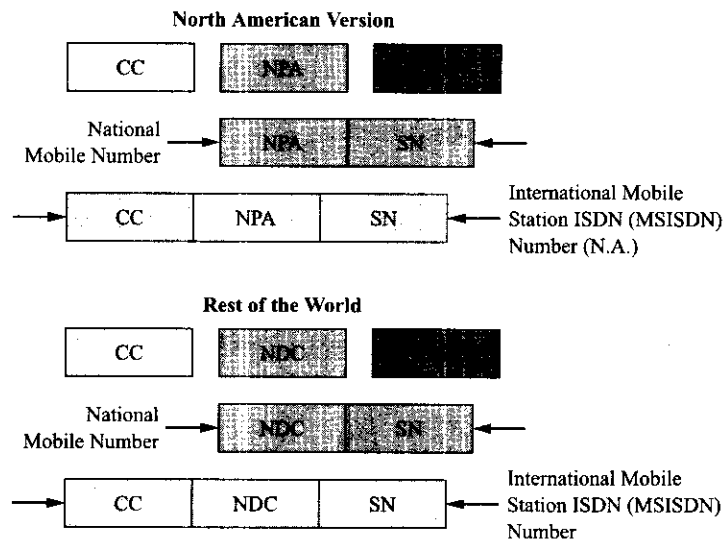 North American Version
CC NPA
National
Mobile Number
NPA SN
CC NPA SN
International Mobile
Station ISDN (MSISDN)
Number (N.A.)
Rest of the World
CC NDC
National
Mobile Number
NDC SN
CC NDC SN
International Mobile
Station ISDN (MSISDN)
Number